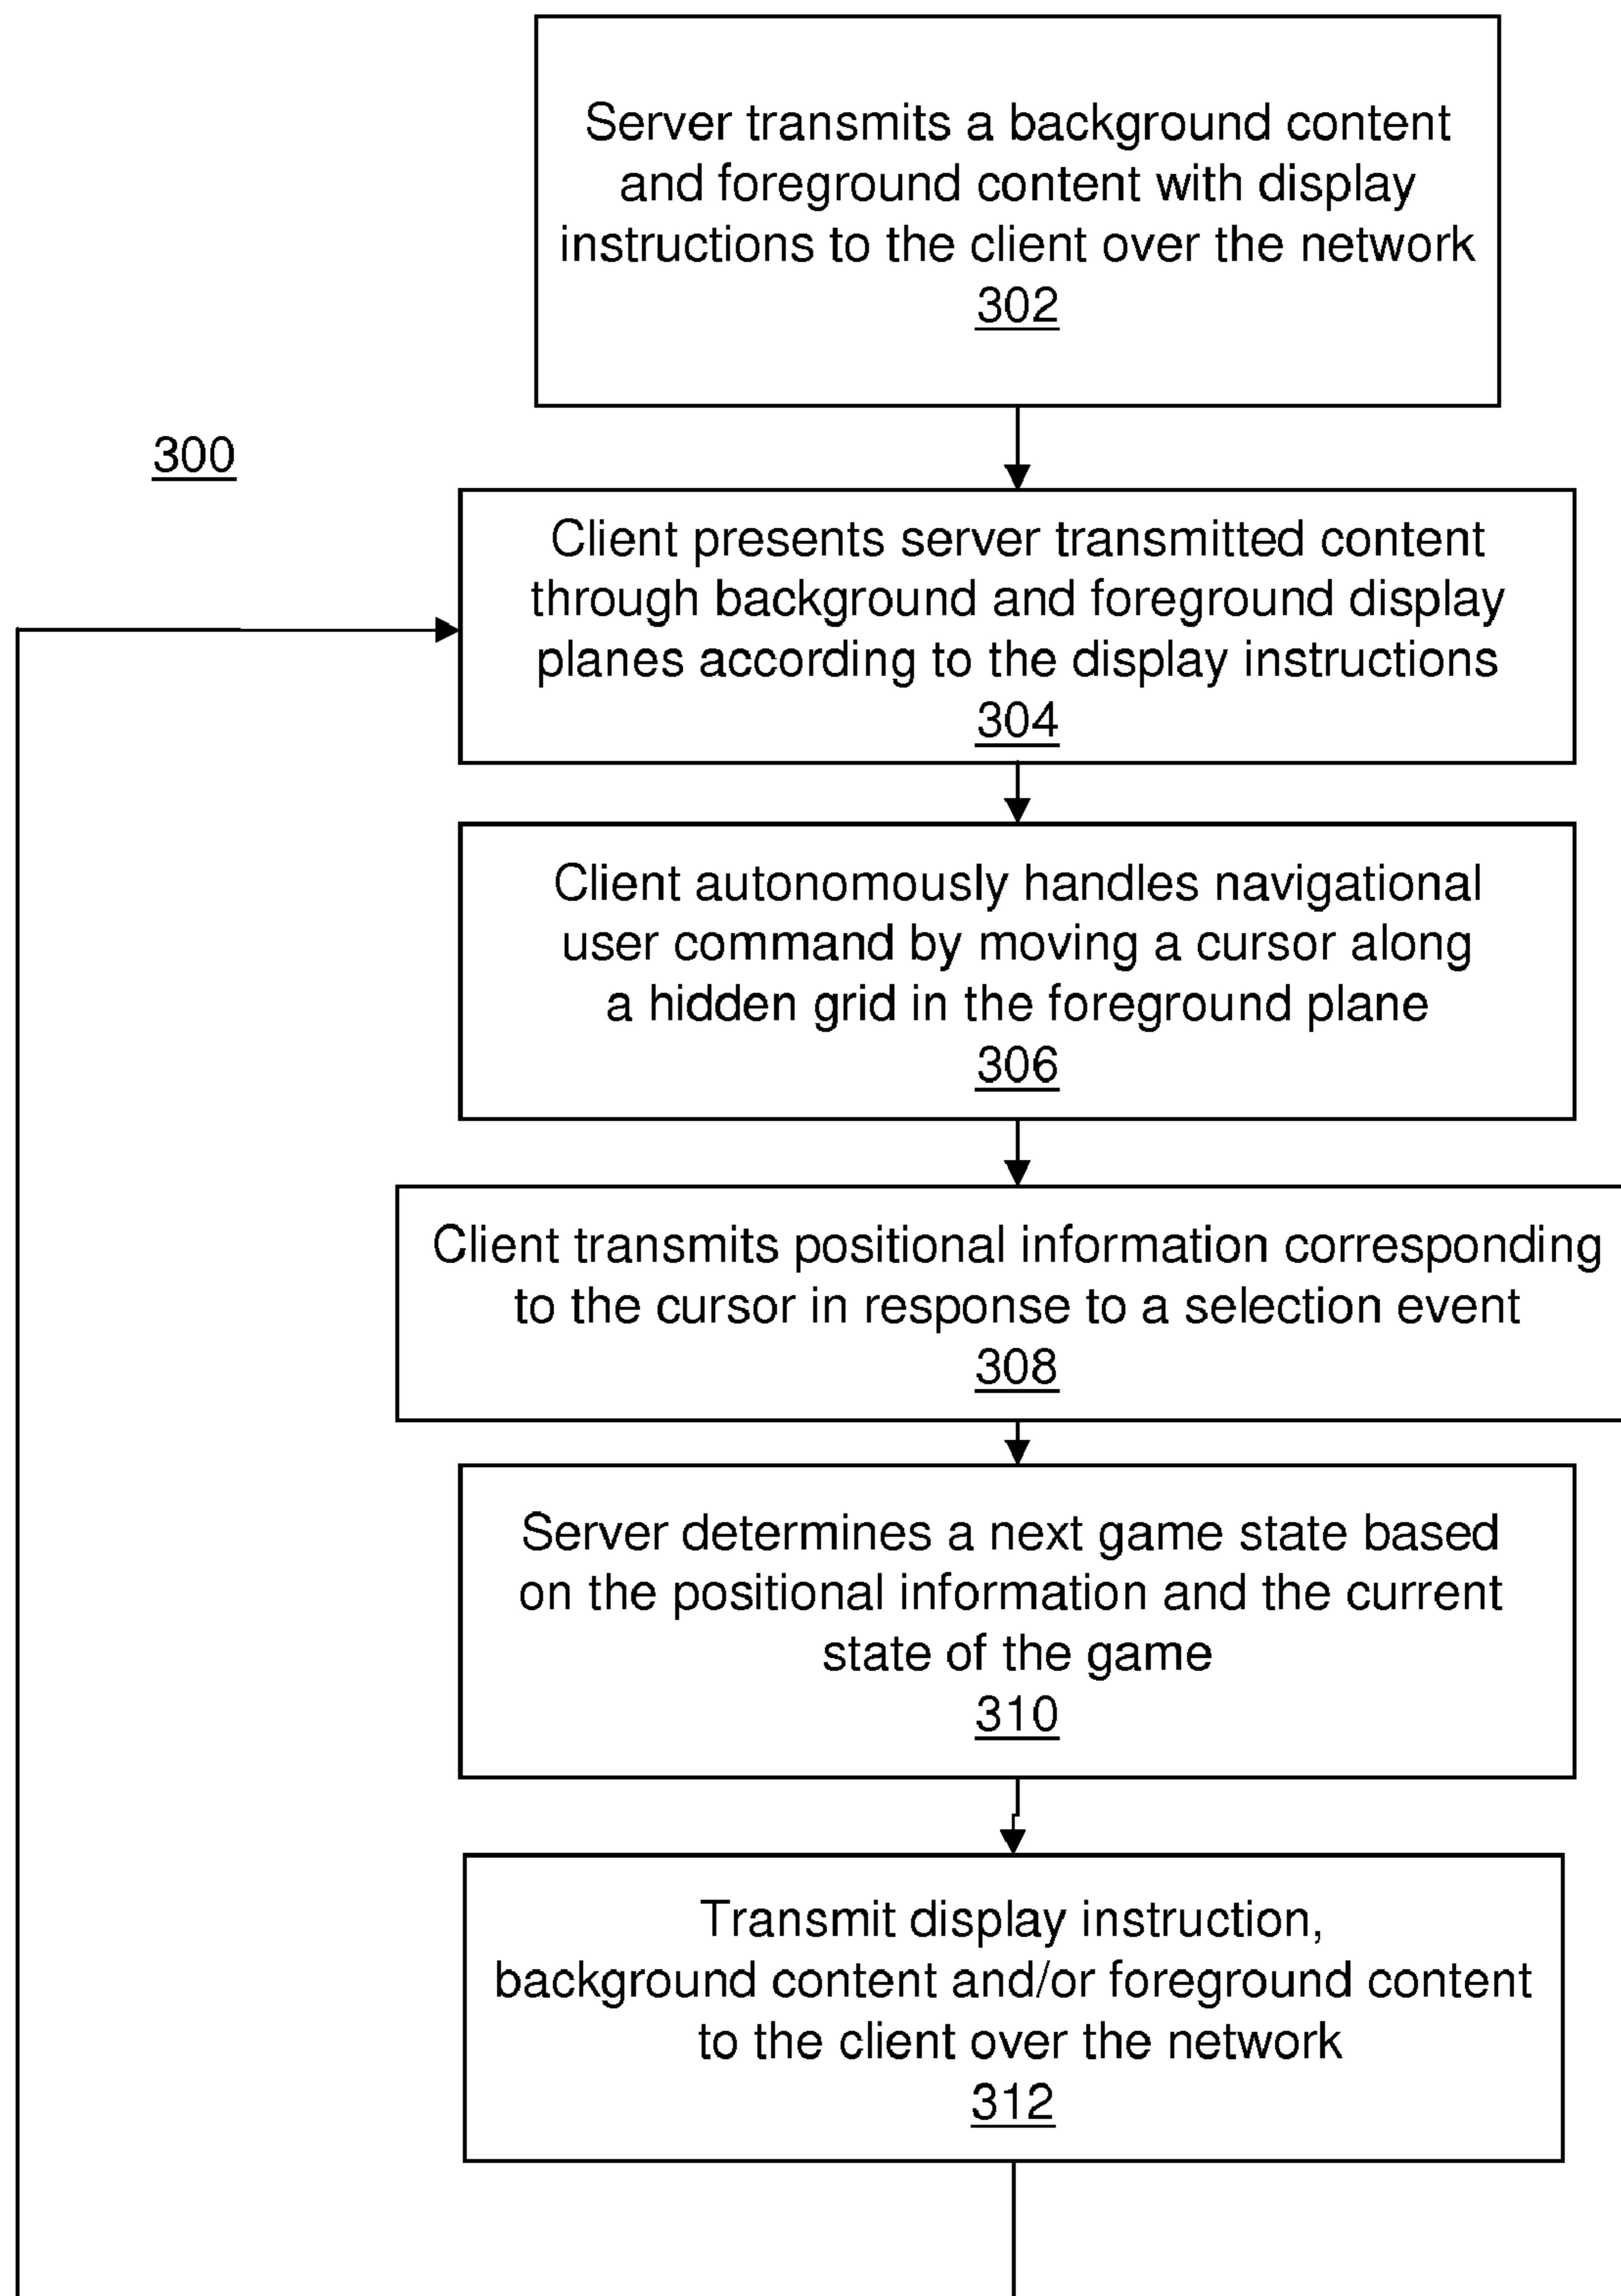 Server transmits a background content
and foreground content with display
instructions to the client over the network
302
300
Client presents server transmitted content
through background and foreground display
planes according to the display instructions
304
Client autonomously handles navigational
user command by moving a cursor along
a hidden grid in the foreground plane
306
Client transmits positional information corresponding
to the cursor in response to a selection event
308
Server determines a next game state based
on the positional information and the current
state of the game
310
Transmit display instruction,
background content and/or foreground content
to the client over the network
312